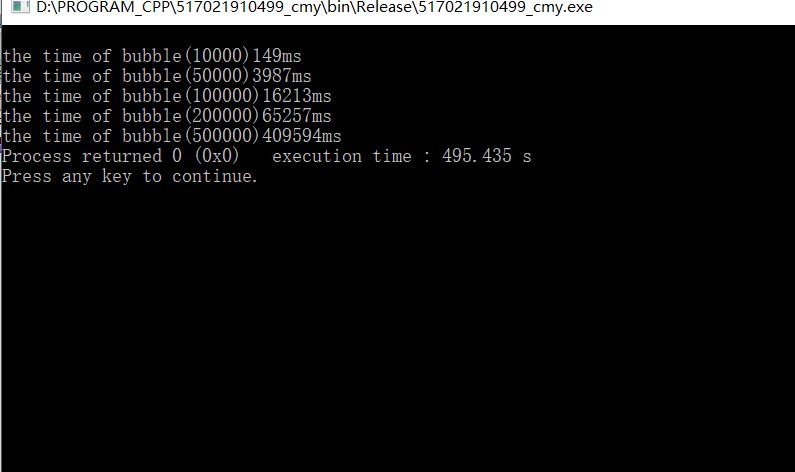 D:\PROGRAM_CPP\517021910499_cmy\bin\Release\517021910499_cmy.exe
the time of bubble(10000)149ms
the time of bubble(50000)3987ms
the time of bubble(100000)16213ms
the time of bubble(200000)65257ms
the time of bubble(500000)409594ms
Process returned 0 (0x0)   execution time : 495.435 s
Press any key to continue.